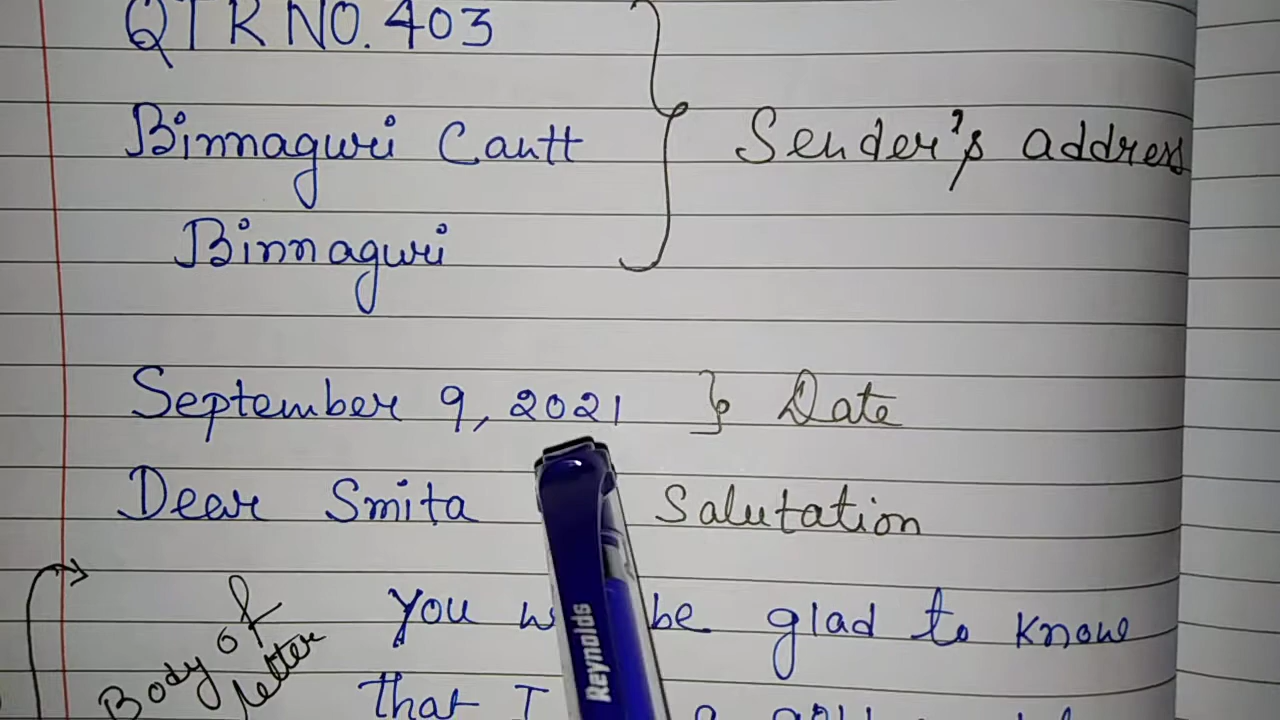 QTR NO. 403
Binnaguri Cantt
Sender's address
Binnaguri
September 9, 2021 Date
Dear Smita Salutation
Body of letter
You be glad to know
that I
Reynolds